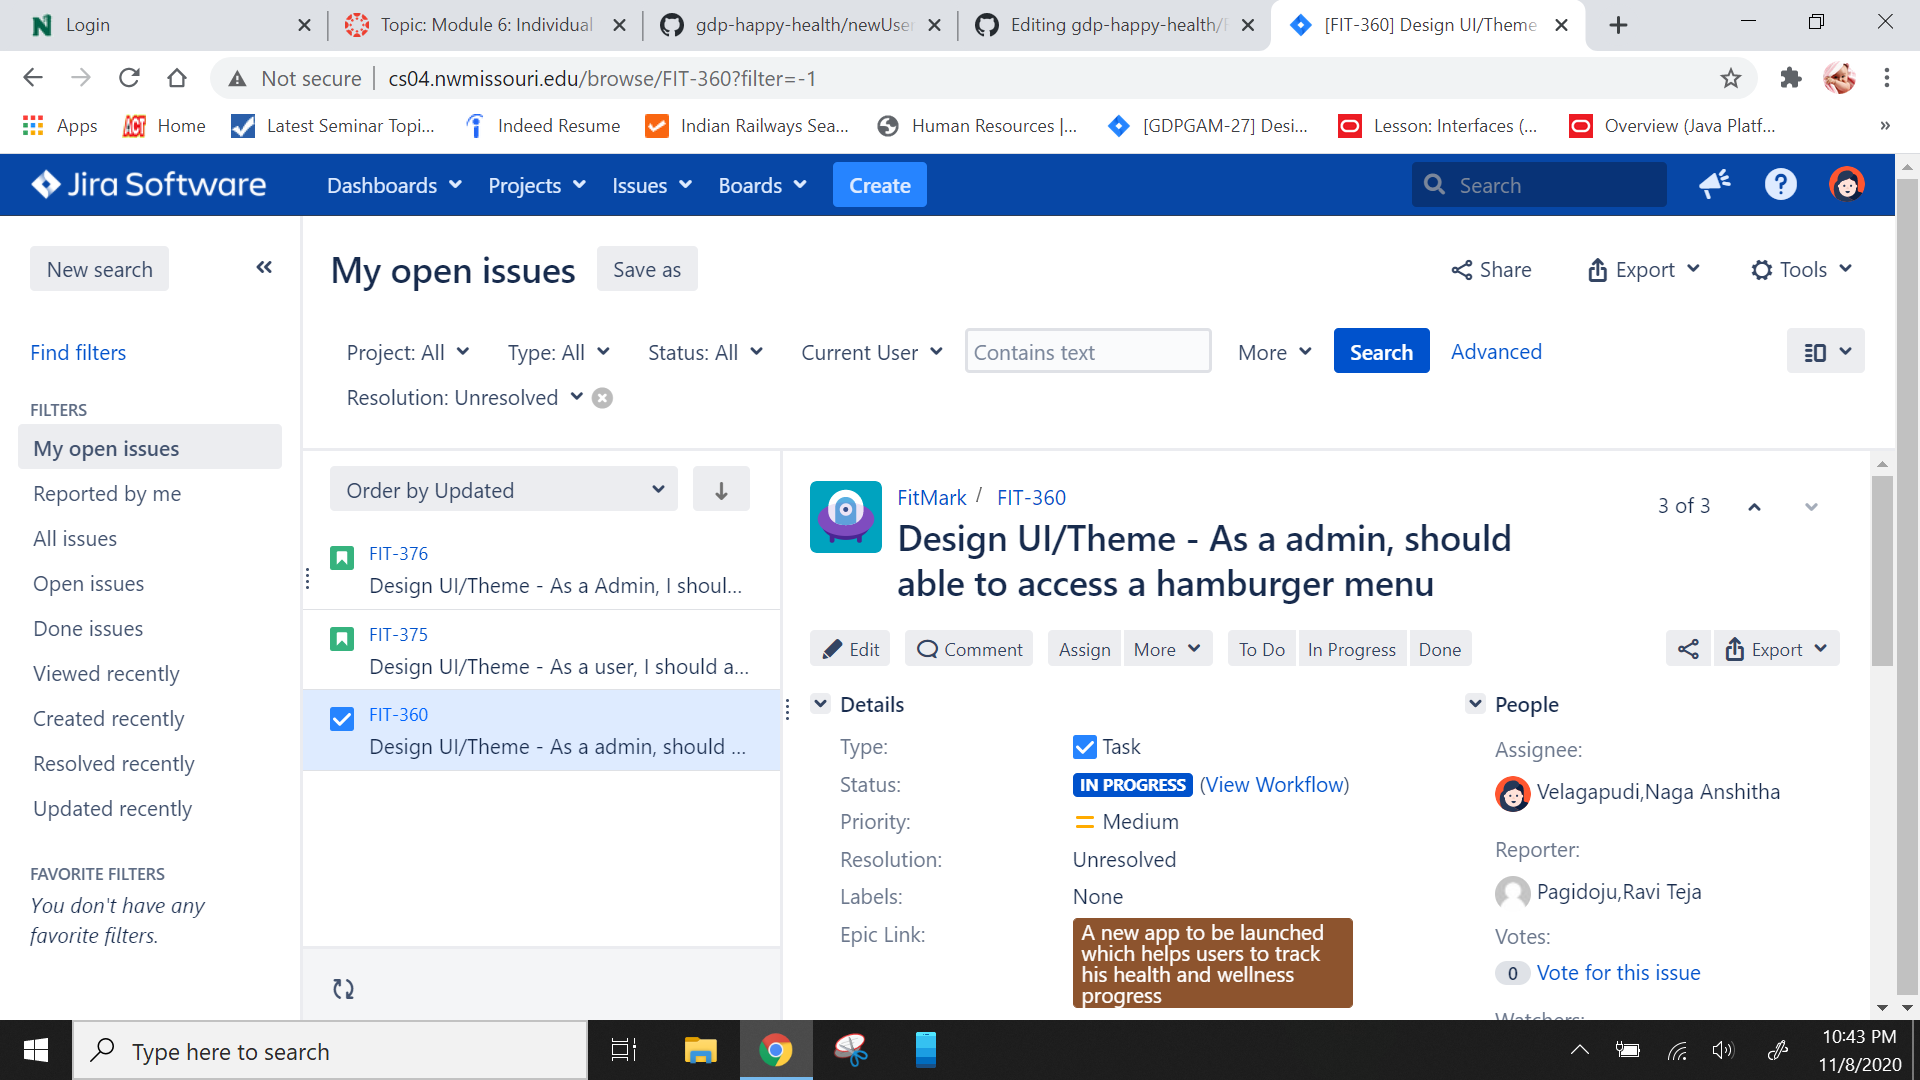 Login
Topic: Module 6: Individual
gdp-happy-health/newUser
Editing gdp-happy-health/
[FIT-360] Design UI/Theme
Not secure
cs04.nwmissouri.edu/browse/FIT-360?filter=-1
Apps
ACT
Home
Latest Seminar Topi...
Indeed Resume
Indian Railways Sea...
Human Resources |...
[GDPGAM-27] Desi...
Lesson: Interfaces (...
Overview (Java Platf...
»
Jira Software
Dashboards
Projects
Issues
Boards
Create
Search
New search
My open issues
Save as
Share
Export
Tools
Find filters
Project: All
Type: All
Status: All
Current User
Contains text
More
Search
Advanced
Resolution: Unresolved
FILTERS
My open issues
Reported by me
All issues
Open issues
Done issues
Viewed recently
Created recently
Resolved recently
Updated recently
FAVORITE FILTERS
You don't have any
favorite filters.
Order by Updated
FIT-376
Design UI/Theme - As a Admin, I shoul...
FIT-375
Design UI/Theme - As a user, I should a...
FIT-360
Design UI/Theme - As a admin, should ...
FitMark / FIT-360
3 of 3
Design UI/Theme - As a admin, should
able to access a hamburger menu
Edit
Comment
Assign
More
To Do
In Progress
Done
Export
Details
Type: Task
Status: IN PROGRESS (View Workflow)
Priority: Medium
Resolution: Unresolved
Labels: None
Epic Link:
A new app to be launched
which helps users to track
his health and wellness
progress
People
Assignee:
Velagapudi,Naga Anshitha
Reporter:
Pagidoju,Ravi Teja
Votes:
0 Vote for this issue
Watchers:
Type here to search
10:43 PM
11/8/2020